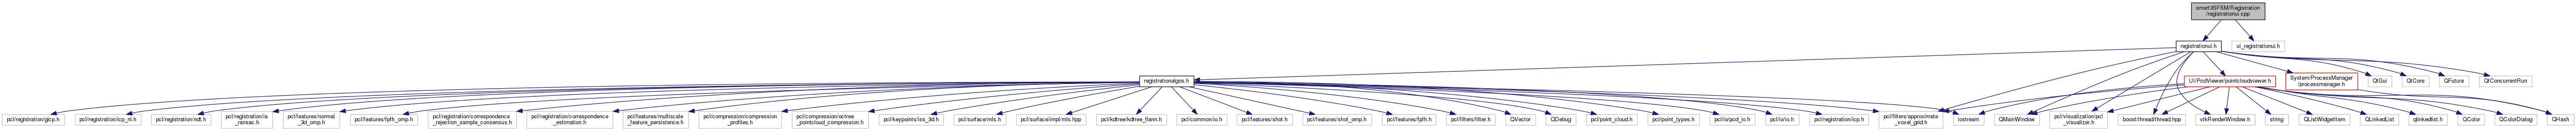 smart3SFSM/Registration
/registrationui.cpp
registrationui.h
ui_registrationui.h
registrationalgos.h
UI/PcdViewer/pointcloudviewer.h
System/ProcessManager
/processmanager.h
QtGui
QtCore
QFuture
QtConcurrentRun
pcl/registration/gicp.h
pcl/registration/icp_nl.h
pcl/registration/ndt.h
pcl/registration/ia
_ransac.h
pcl/features/normal
_3d_omp.h
pcl/features/fpfh_omp.h
pcl/registration/correspondence
_rejection_sample_consensus.h
pcl/registration/correspondence
_estimation.h
pcl/features/multiscale
_feature_persistence.h
pcl/compression/compression
_profiles.h
pcl/compression/octree
_pointcloud_compression.h
pcl/keypoints/iss_3d.h
pcl/surface/mls.h
pcl/surface/impl/mls.hpp
pcl/kdtree/kdtree_flann.h
pcl/common/io.h
pcl/features/shot.h
pcl/features/shot_omp.h
pcl/features/fpfh.h
pcl/filters/filter.h
QVector
QDebug
pcl/point_cloud.h
pcl/point_types.h
pcl/io/pcd_io.h
pcl/io/io.h
pcl/registration/icp.h
pcl/filters/approximate
_voxel_grid.h
iostream
QMainWindow
pcl/visualization/pcl
_visualizer.h
boost/thread/thread.hpp
vtkRenderWindow.h
string
QListWidgetItem
QLinkedList
qlinkedlist.h
QColor
QColorDialog
QHash